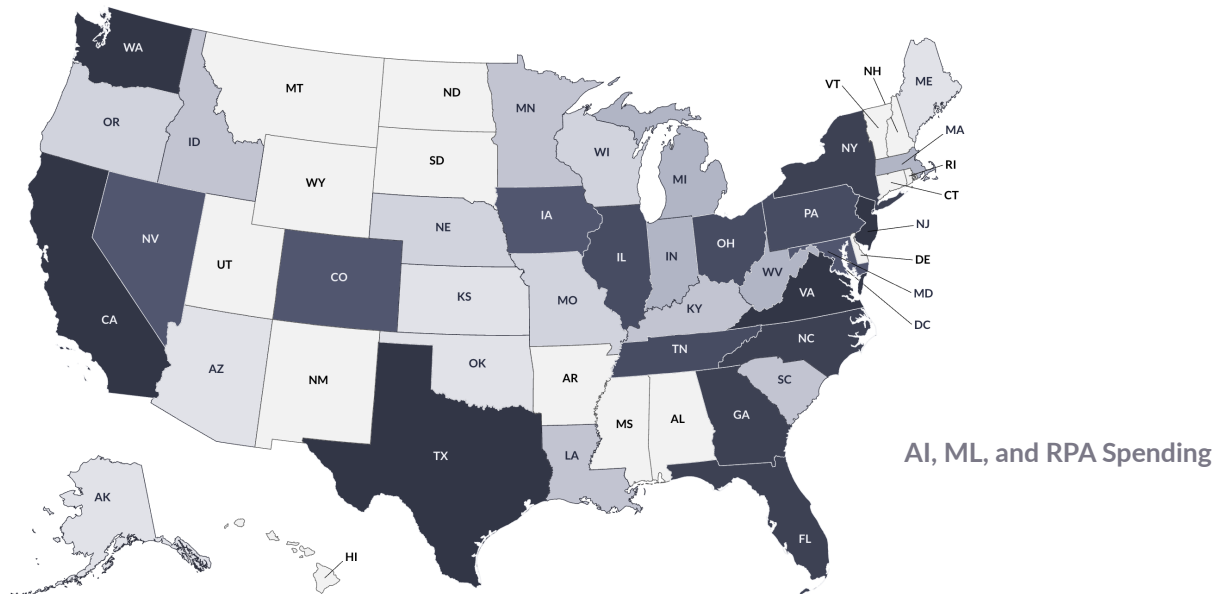 WA
MT
ND
MN
OR
ID
SD
WY
WI
MI
NV
UT
CO
NE
IA
KS
MO
IL
IN
OH
PA
NY
VT
NH
ME
MA
RI
CT
NJ
DE
MD
DC
WV
VA
KY
CA
AZ
NM
OK
AR
TN
NC
SC
MS
AL
GA
TX
LA
FL
AK
HI
AI, ML, and RPA Spending